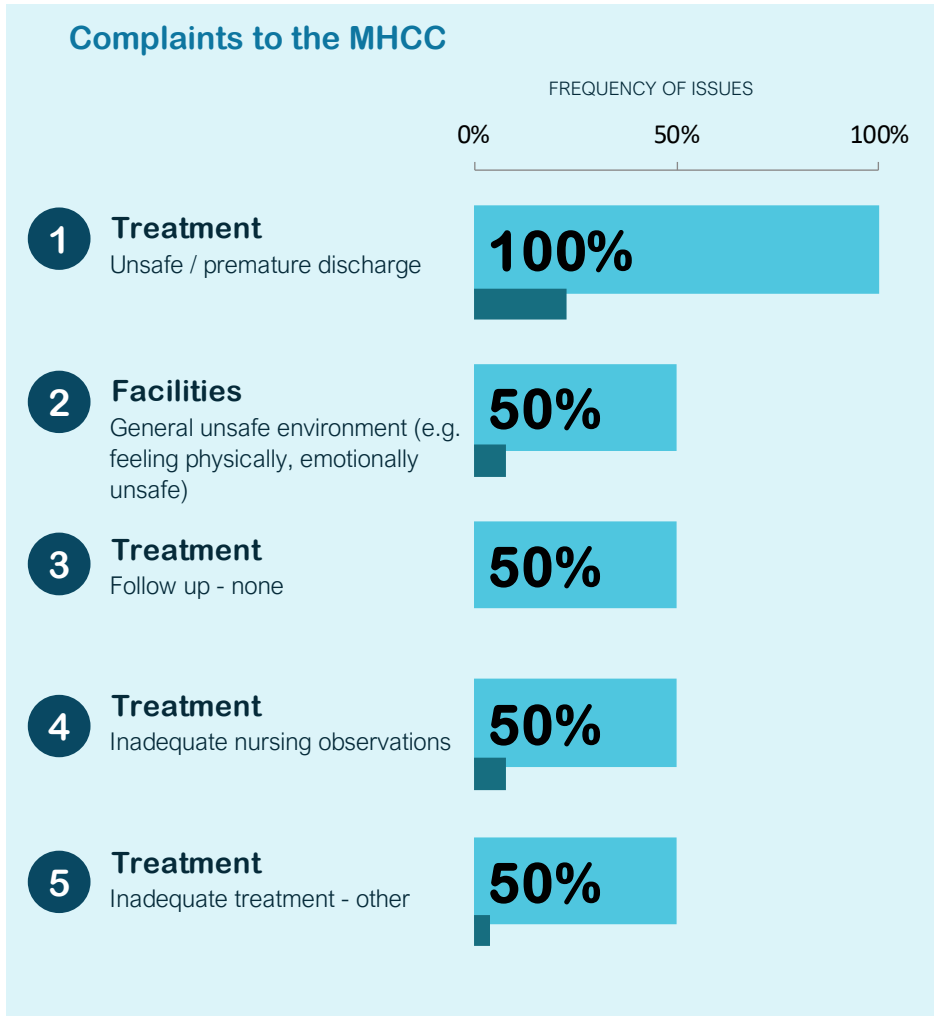 Complaints to the MHCC
FREQUENCY OF ISSUES
0% 50% 100%
1 Treatment 100%
Unsafe / premature discharge
2 Facilities 50%
General unsafe environment (e.g.
feeling physically, emotionally
unsafe)
3 Treatment 50%
Follow up - none
4 Treatment 50%
Inadequate nursing observations
5 Treatment 50%
Inadequate treatment - other